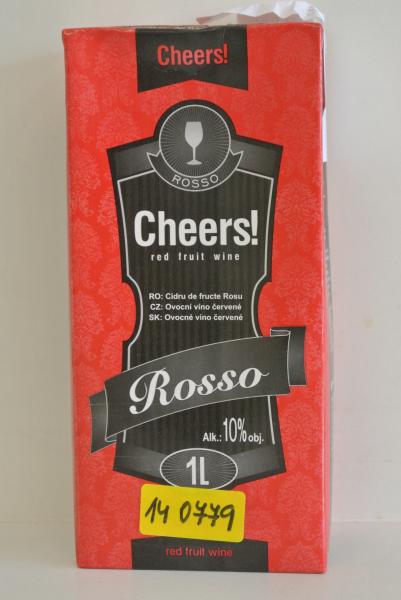 Cheers!
ROSSO
Cheers!
red fruit wine
RO: Cidru de fructe Rosu
CZ: Ovocní víno červené
SK: Ovocné víno červené
Rosso
Alk.: 10% obj.
1L
14 0779
red fruit wine